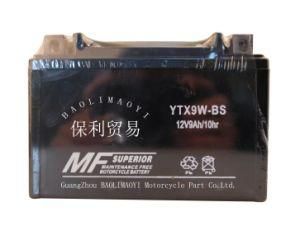 BAOLIMAOYI
保利贸易
YTX9W-BS
12V9Ah/10hr
MF SUPERIOR
MAINTENANCE FREE
MOTORCYCLE BATTERY
Pb
GuangZhou BAOLIMAOYI Motorcycle Part Co.,Ltd.